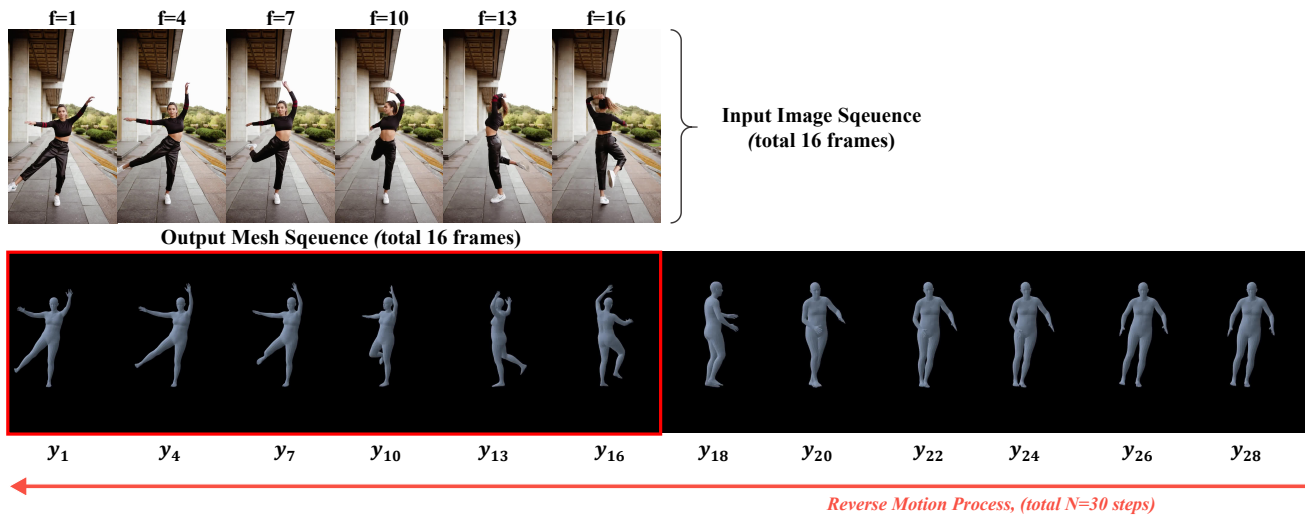 f=1 f=4 f=7 f=10 f=13 f=16
Input Image Sqeuence
(total 16 frames)
Output Mesh Sqeuence (total 16 frames)
y₁ y₄ y₇ y₁₀ y₁₃ y₁₆ y₁₈ y₂₀ y₂₂ y₂₄ y₂₆ y₂₈
Reverse Motion Process, (total N=30 steps)